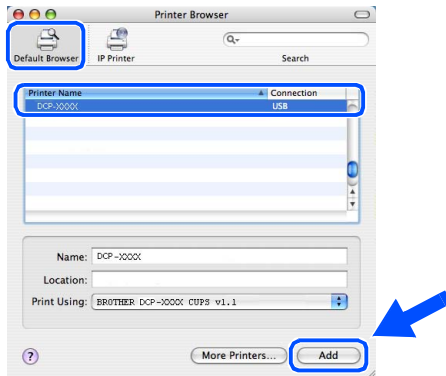 Printer Browser
Default Browser IP Printer Search
Printer Name Connection
DCP-XXXX USB
Name: DCP-XXXX
Location:
Print Using: BROTHER DCP-XXXX CUPS v1.1
? More Printers... Add